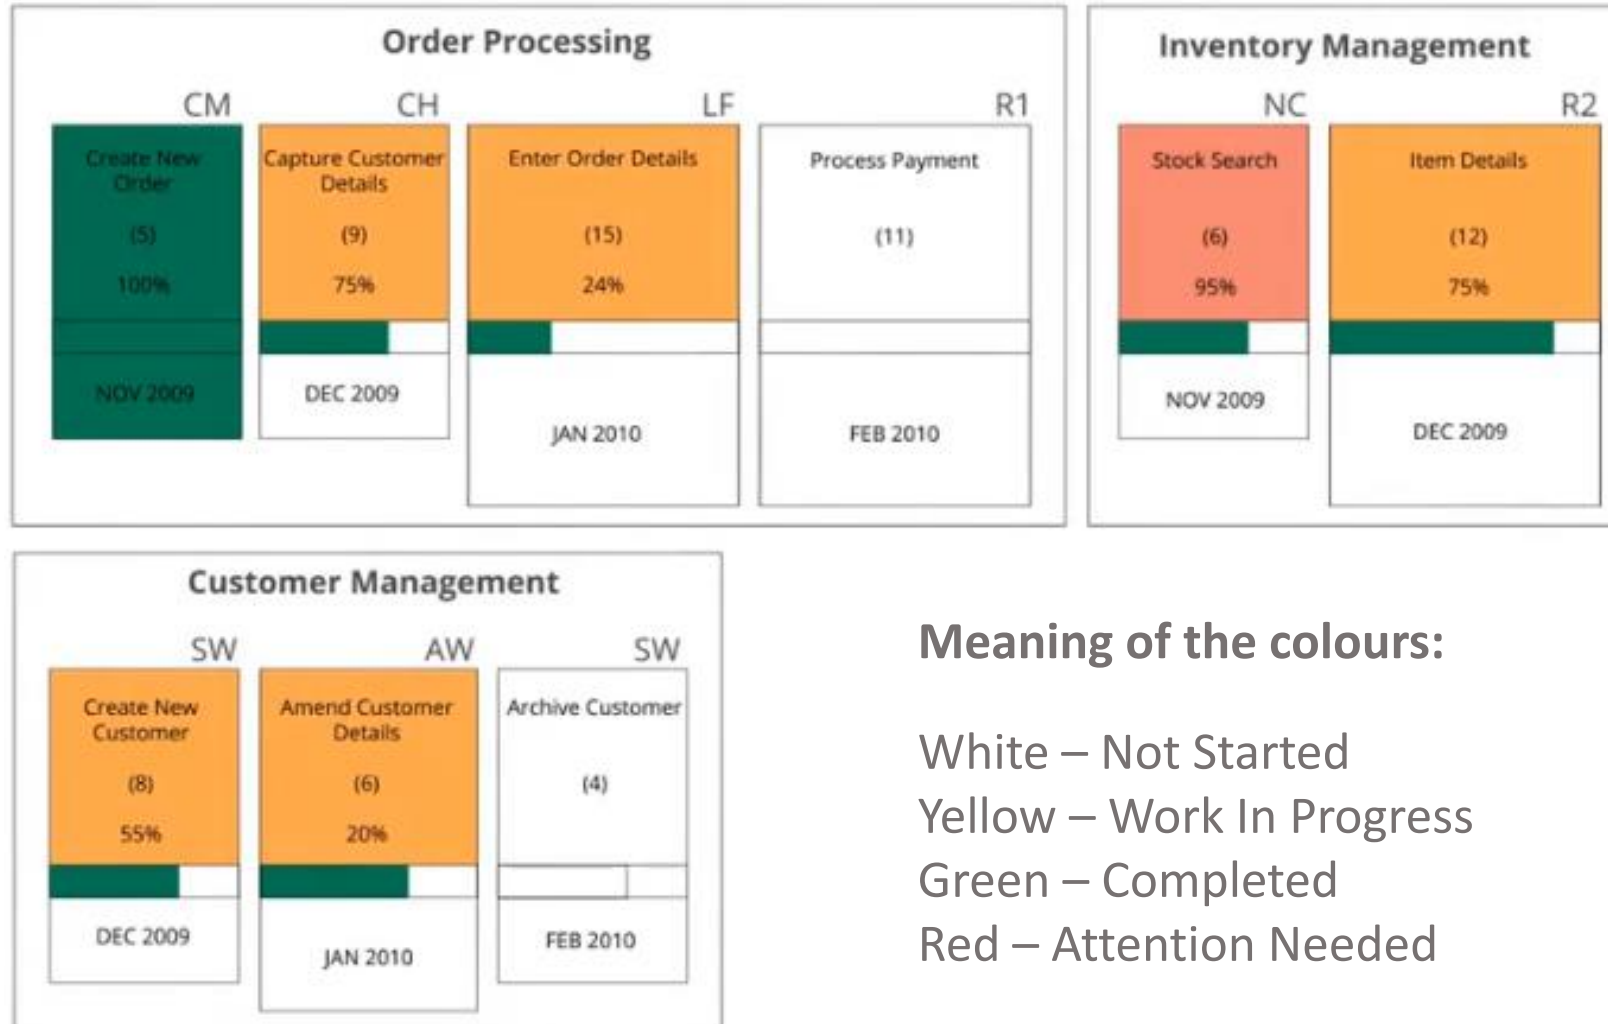 Order Processing
CM
Create New
Order
(5)
100%
NOV 2009
CH
Capture Customer
Details
(9)
75%
DEC 2009
LF
Enter Order Details
(15)
24%
JAN 2010
R1
Process Payment
(11)
FEB 2010
Inventory Management
NC
Stock Search
(6)
95%
NOV 2009
R2
Item Details
(12)
75%
DEC 2009
Customer Management
SW
Create New
Customer
(8)
55%
DEC 2009
AW
Amend Customer
Details
(6)
20%
JAN 2010
SW
Archive Customer
(4)
FEB 2010
Meaning of the colours:
White – Not Started
Yellow – Work In Progress
Green – Completed
Red – Attention Needed